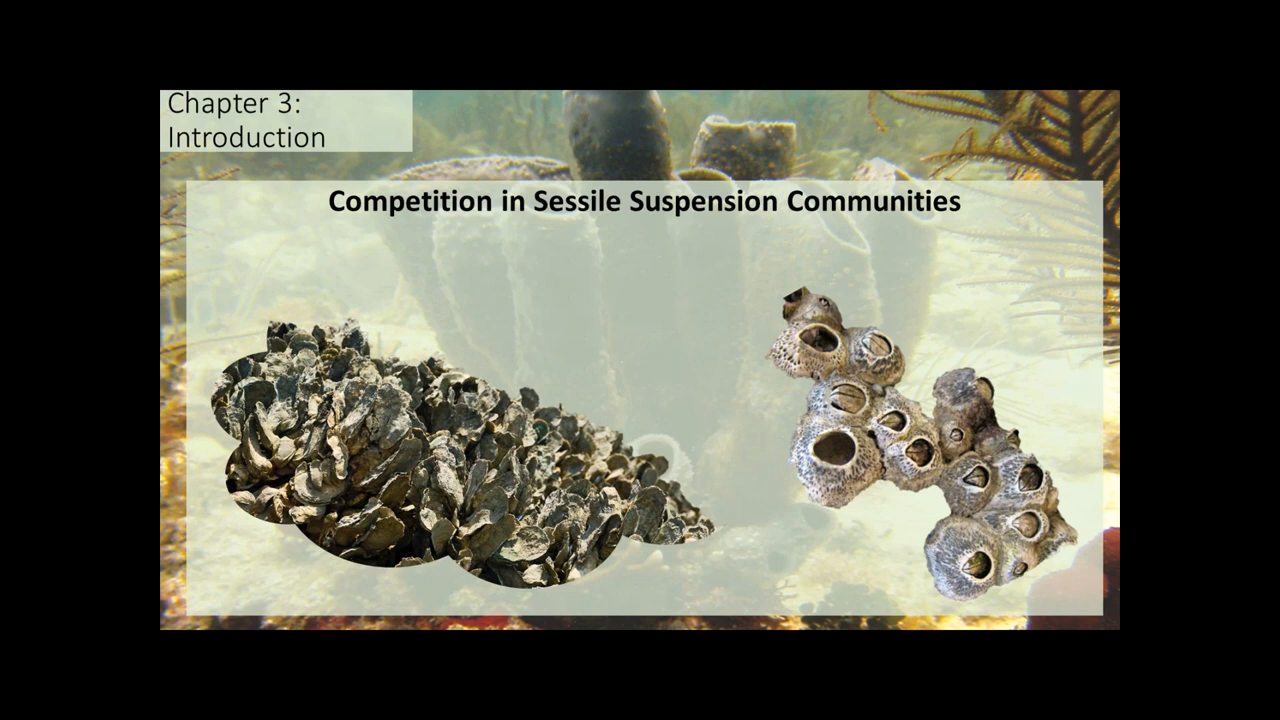 Chapter 3:
Introduction
Competition in Sessile Suspension Communities